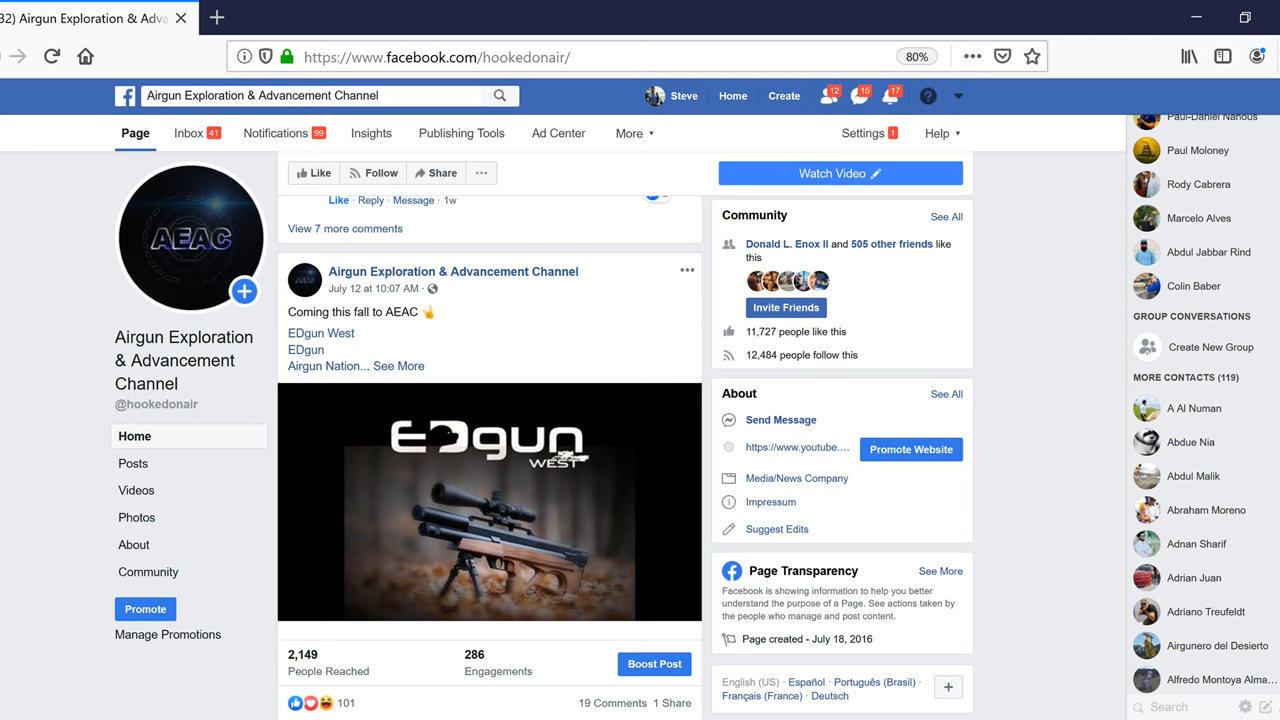 32) Airgun Exploration & Adva
https://www.facebook.com/hookedonair/
80%
Airgun Exploration & Advancement Channel
Steve
Home
Create
12
15
17
Page
Inbox 41
Notifications 99
Insights
Publishing Tools
Ad Center
More
Settings 1
Help
AEAC
Airgun Exploration
& Advancement
Channel
@hookedonair
Home
Posts
Videos
Photos
About
Community
Promote
Manage Promotions
Like
Follow
Share
Like · Reply · Message · 1w
View 7 more comments
Airgun Exploration & Advancement Channel
July 12 at 10:07 AM ·
Coming this fall to AEAC
EDgun West
EDgun
Airgun Nation... See More
EDgun
WEST
2,149
People Reached
286
Engagements
Boost Post
101
19 Comments 1 Share
Watch Video
Community
See All
Donald L. Enox II and 505 other friends like
this
Invite Friends
11,727 people like this
12,484 people follow this
About
See All
Send Message
https://www.youtube....
Promote Website
Media/News Company
Impressum
Suggest Edits
Page Transparency
See More
Facebook is showing information to help you better
understand the purpose of a Page. See actions taken by
the people who manage and post content.
Page created - July 18, 2016
English (US) · Español · Português (Brasil) ·
Français (France) · Deutsch
Paul-Daniel Nahous
Paul Moloney
Rody Cabrera
Marcelo Alves
Abdul Jabbar Rind
Colin Baber
GROUP CONVERSATIONS
Create New Group
MORE CONTACTS (119)
A Al Numan
Abdue Nia
Abdul Malik
Abraham Moreno
Adnan Sharif
Adrian Juan
Adriano Treufeldt
Airgunero del Desierto
Alfredo Montoya Alma...
Search